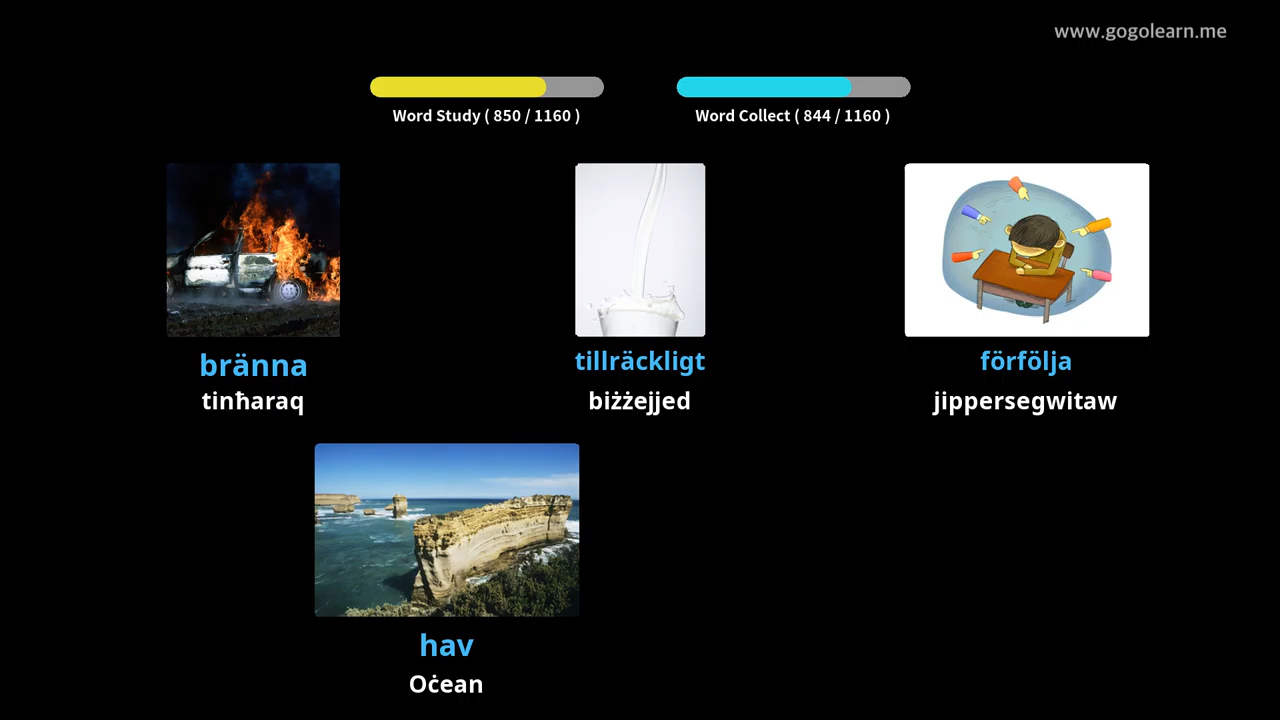 www.gogolearn.me
Word Study ( 850 / 1160 )
Word Collect ( 844 / 1160 )
bränna
tinħaraq
tillräckligt
biżżejjed
förfölja
jippersegwitaw
hav
Oċean